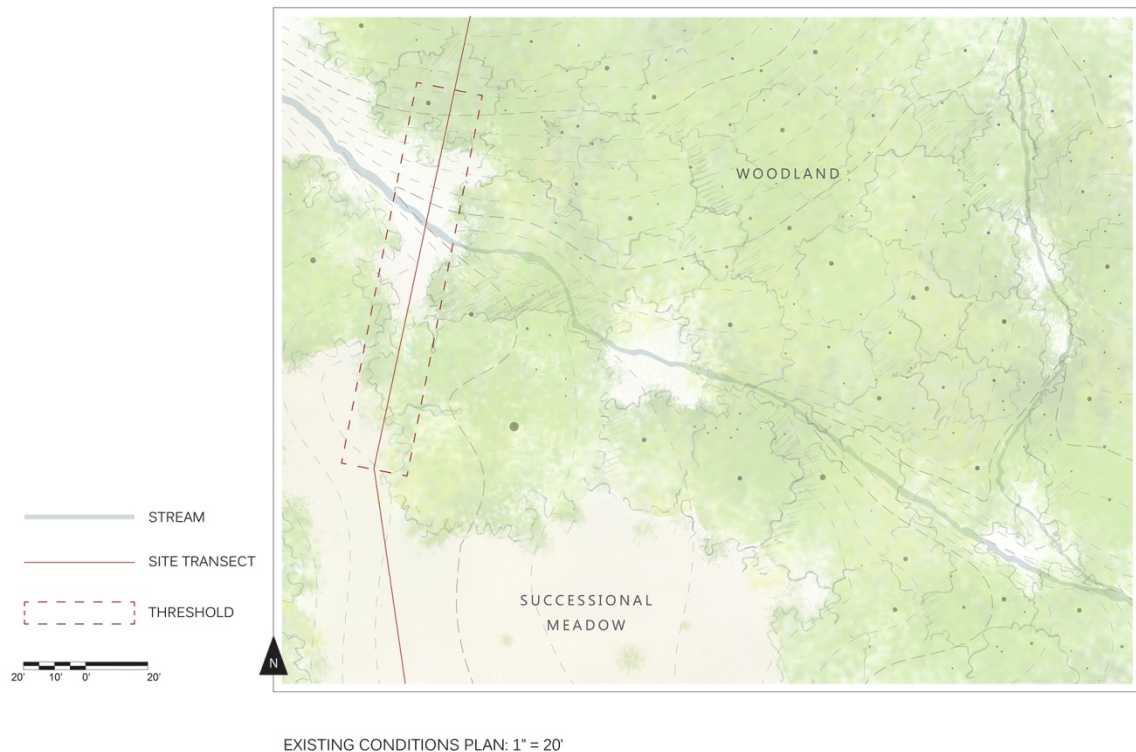 WOODLAND
STREAM
SITE TRANSECT
THRESHOLD
SUCCESSIONAL
MEADOW
N
20' 10' 0' 20'
EXISTING CONDITIONS PLAN: 1" = 20'